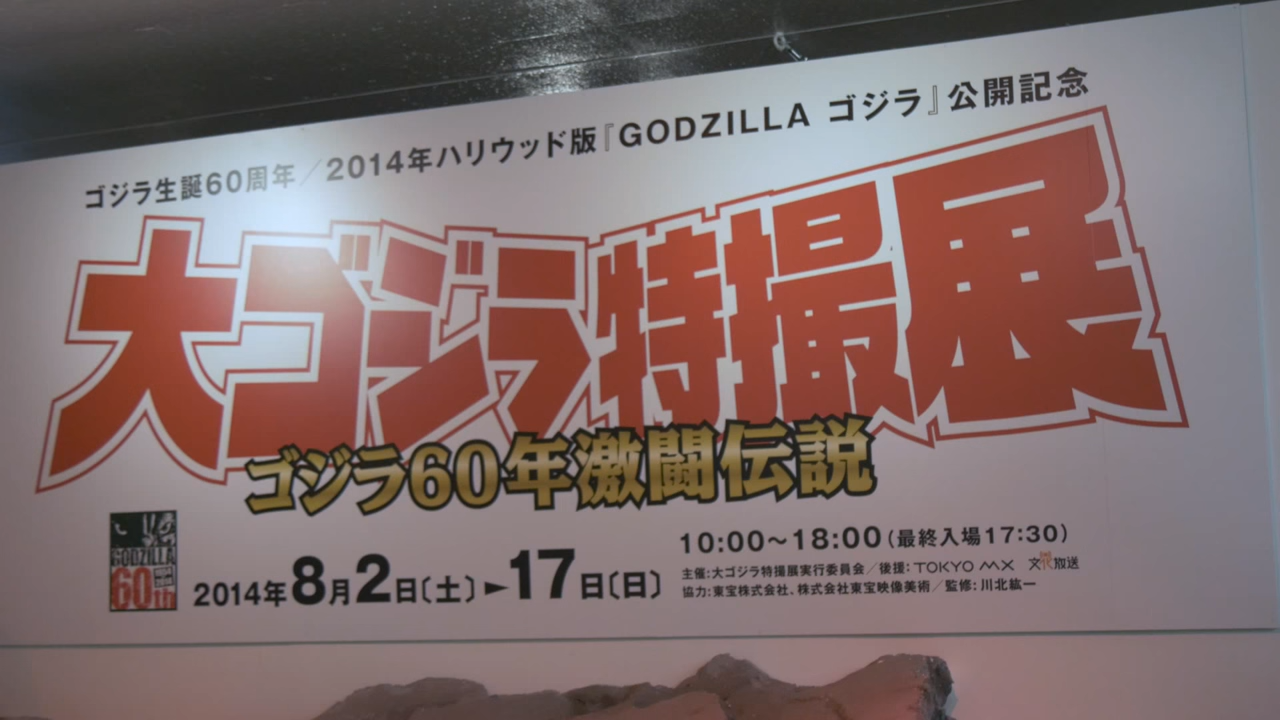 ゴジラ生誕60周年／2014年ハリウッド版『GODZILLA ゴジラ』公開記念
大ゴジラ特撮展
ゴジラ60年激闘伝説
GODZILLA
60th
2014年8月2日〔土〕►17日〔日〕
10:00〜18:00（最終入場17:30）
主催：大ゴジラ特撮展実行委員会／後援：TOKYO MX 文化放送
協力：東宝株式会社、株式会社東宝映像美術／監修：川北紘一